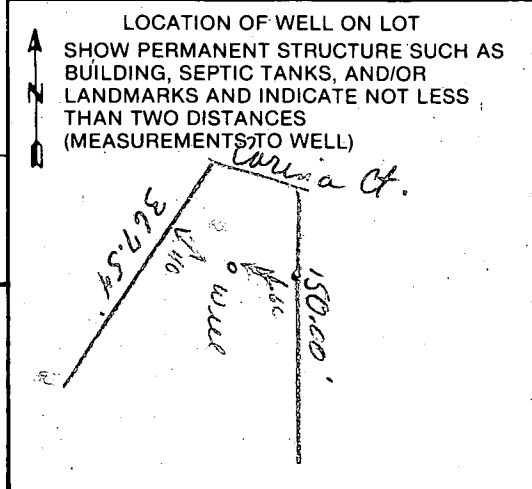 LOCATION OF WELL ON LOT
SHOW PERMANENT STRUCTURE SUCH AS
BUILDING, SEPTIC TANKS, AND/OR
LANDMARKS AND INDICATE NOT LESS
THAN TWO DISTANCES
(MEASUREMENTS TO WELL)
N
Carina Ct.
367.54'
40
Well
150.00'